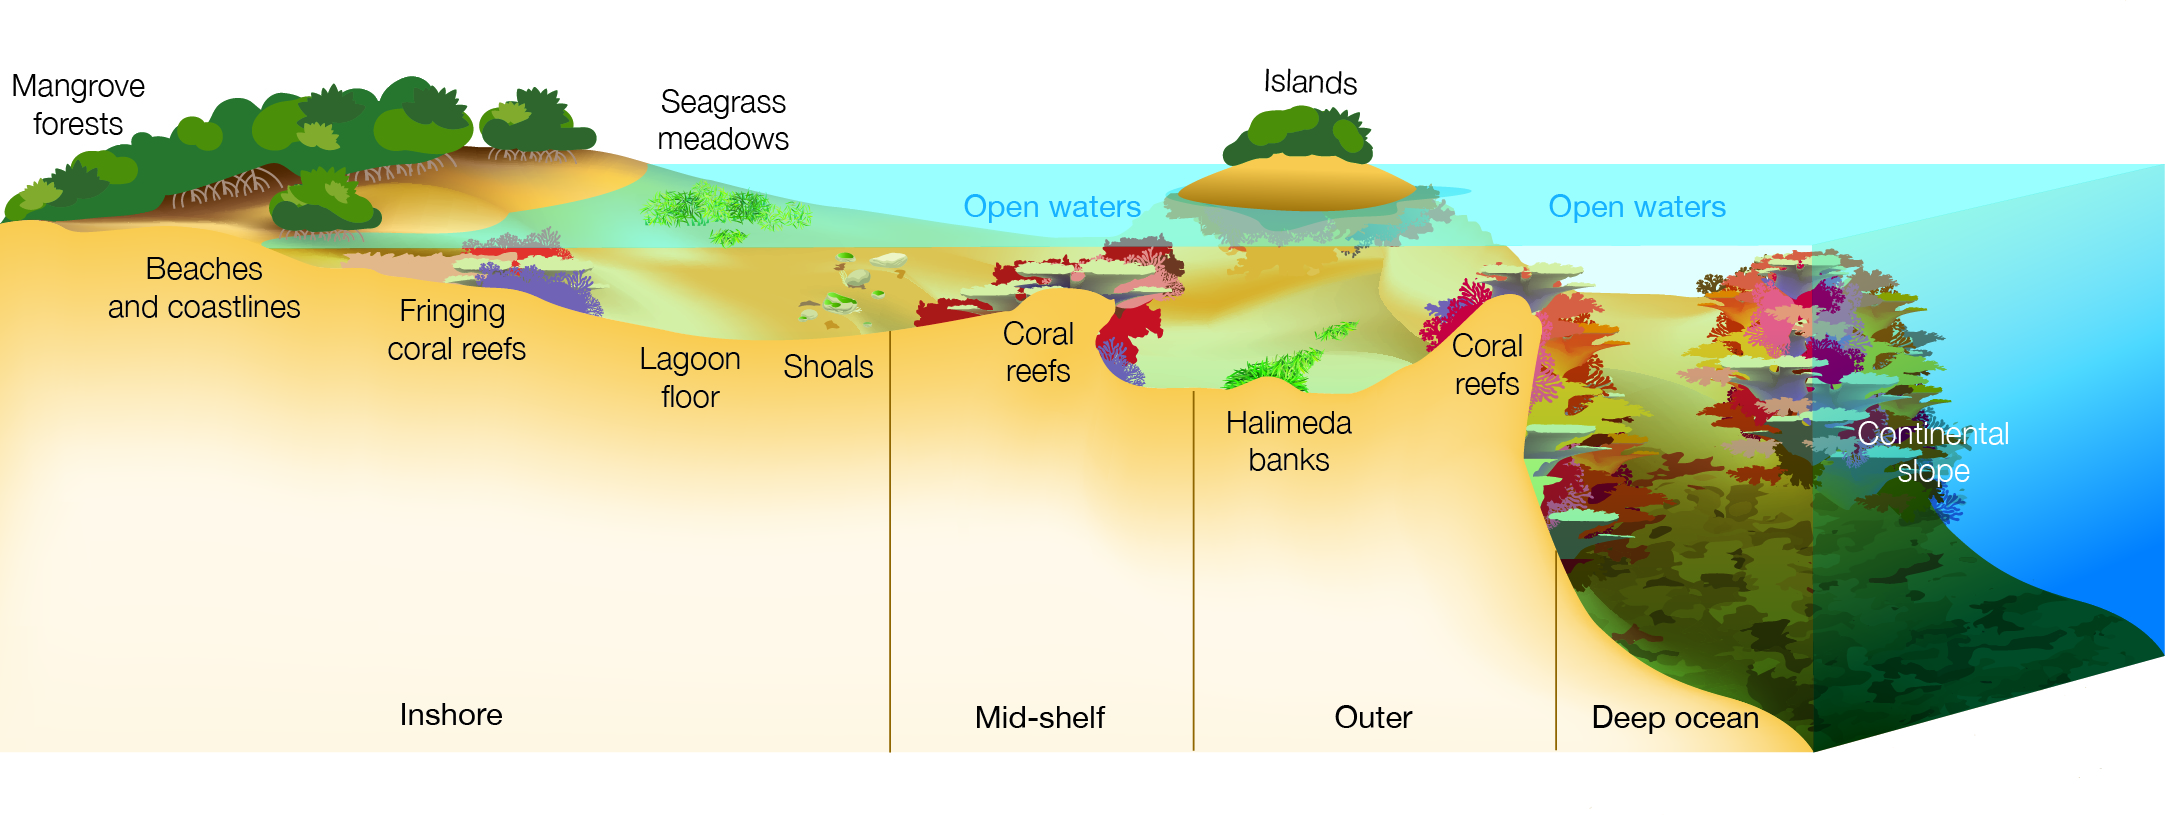 Mangrove
forests
Seagrass
meadows
Islands
Open waters
Open waters
Beaches
and coastlines
Fringing
coral reefs
Lagoon
floor
Shoals
Coral
reefs
Halimeda
banks
Coral
reefs
Continental
slope
Inshore
Mid-shelf
Outer
Deep ocean